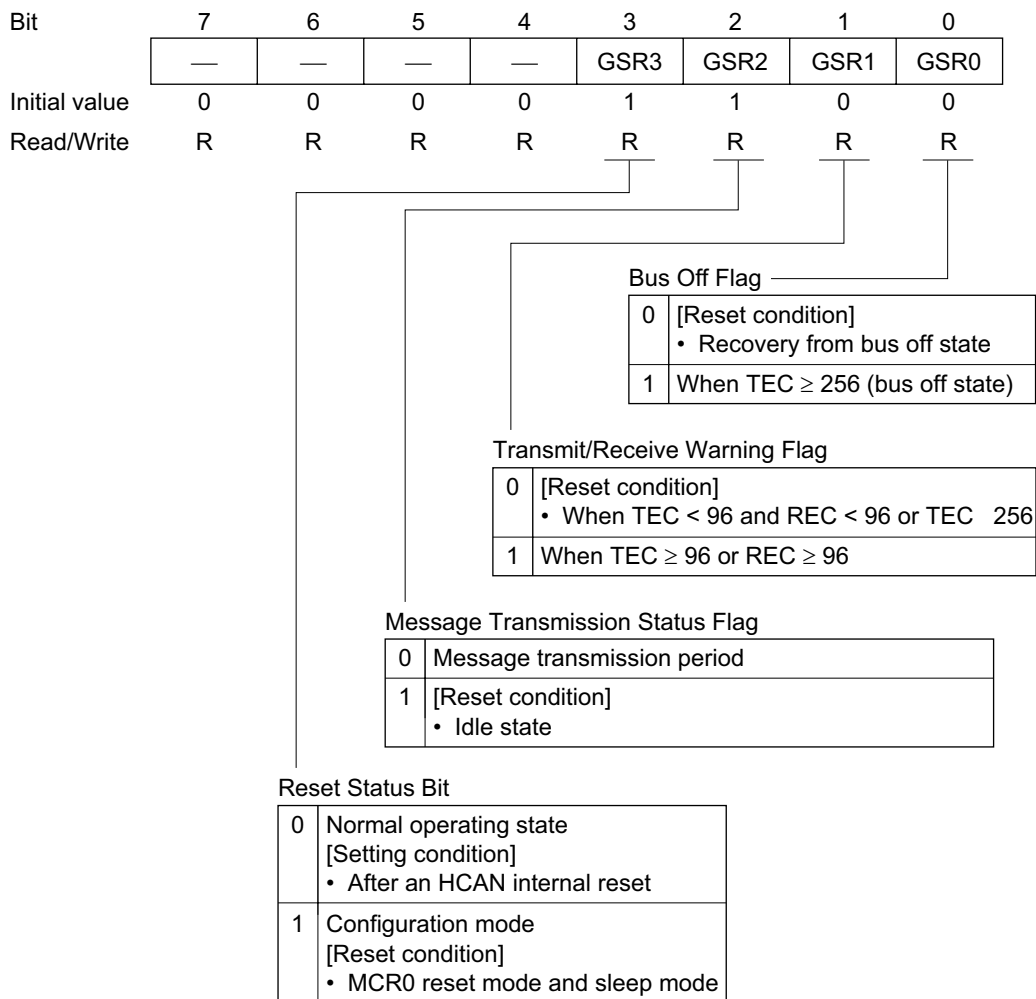 Bit 7 6 5 4 3 2 1 0
— — — — GSR3 GSR2 GSR1 GSR0
Initial value 0 0 0 0 1 1 0 0
Read/Write R R R R R R R R
Bus Off Flag
0 [Reset condition]
• Recovery from bus off state
1 When TEC ≥ 256 (bus off state)
Transmit/Receive Warning Flag
0 [Reset condition]
• When TEC < 96 and REC < 96 or TEC 256
1 When TEC ≥ 96 or REC ≥ 96
Message Transmission Status Flag
0 Message transmission period
1 [Reset condition]
• Idle state
Reset Status Bit
0 Normal operating state
[Setting condition]
• After an HCAN internal reset
1 Configuration mode
[Reset condition]
• MCR0 reset mode and sleep mode